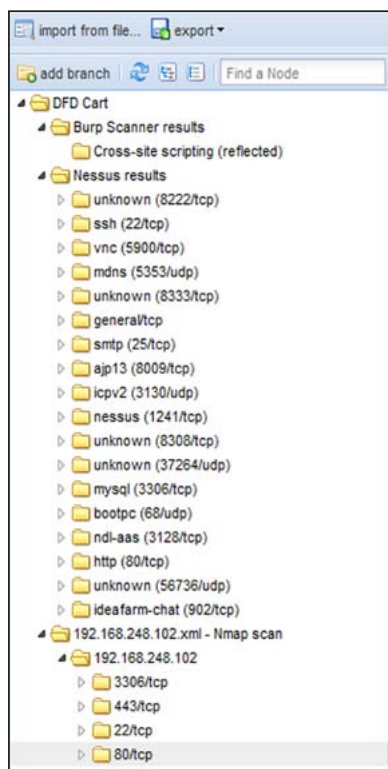 import from file... export
add branch Find a Node
DFD Cart
Burp Scanner results
Cross-site scripting (reflected)
Nessus results
unknown (8222/tcp)
ssh (22/tcp)
vnc (5900/tcp)
mdns (5353/udp)
unknown (8333/tcp)
general/tcp
smtp (25/tcp)
ajp13 (8009/tcp)
icpv2 (3130/udp)
nessus (1241/tcp)
unknown (8308/tcp)
unknown (37264/udp)
mysql (3306/tcp)
bootpc (68/udp)
ndl-aas (3128/tcp)
http (80/tcp)
unknown (56736/udp)
ideafarm-chat (902/tcp)
192.168.248.102.xml - Nmap scan
192.168.248.102
3306/tcp
443/tcp
22/tcp
80/tcp